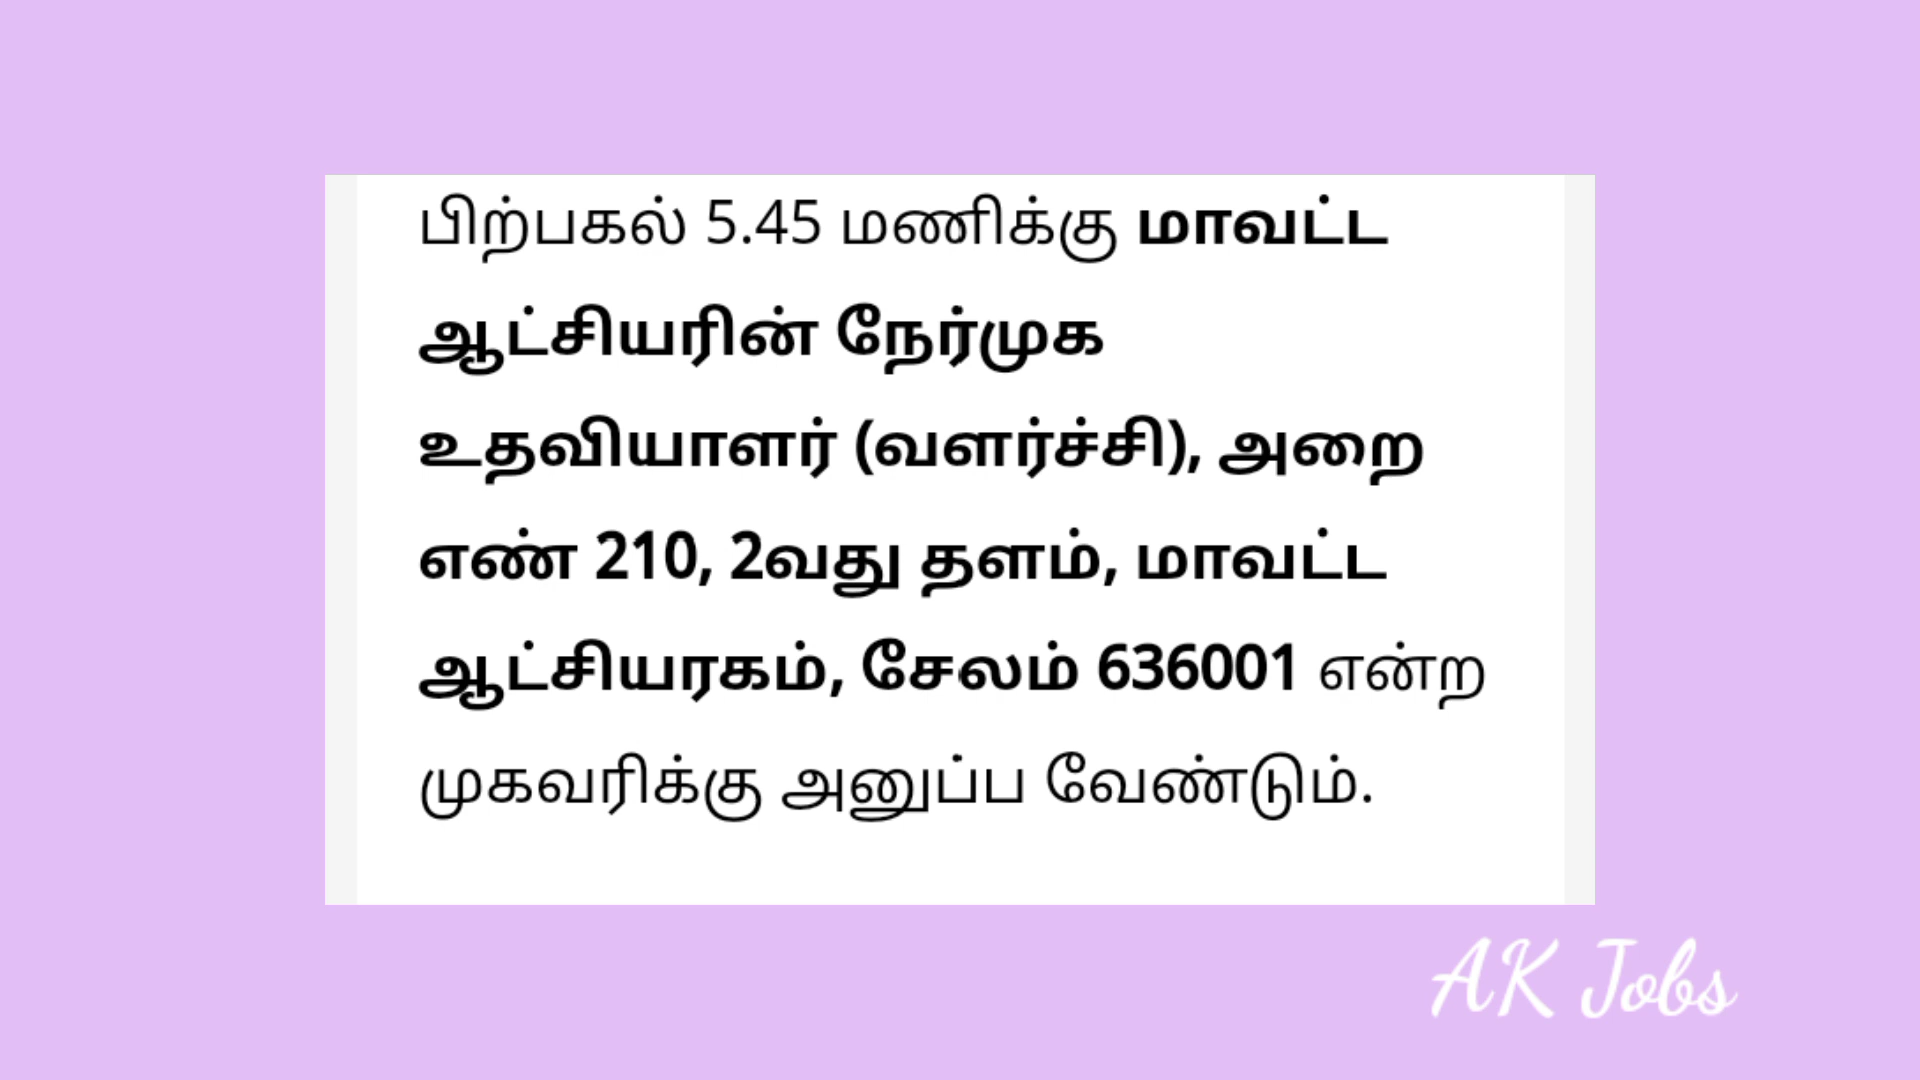 பிற்பகல் 5.45 மணிக்கு மாவட்ட
ஆட்சியரின் நேர்முக
உதவியாளர் (வளர்ச்சி), அறை
எண் 210, 2வது தளம், மாவட்ட
ஆட்சியரகம், சேலம் 636001 என்ற
முகவரிக்கு அனுப்ப வேண்டும்.
AK Jobs